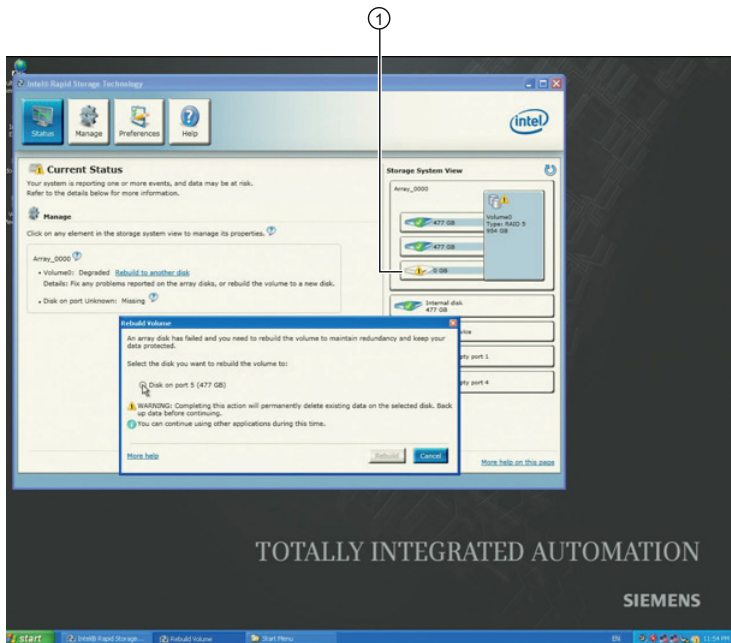 1
Intel® Rapid Storage Technology
Status
Manage
Preferences
Help
intel
Current Status
Your system is reporting one or more events, and data may be at risk.
Refer to the details below for more information.
Manage
Click on any element in the storage system view to manage its properties.
Array_0000
• Volume0: Degraded Rebuild to another disk
Details: Fix any problems reported on the array disks, or rebuild the volume to a new disk.
• Disk on port Unknown: Missing
Storage System View
Array_0000
477 GB
477 GB
0 GB
Volume0
Type: RAID 5
954 GB
Internal disk
477 GB
pty port 1
pty port 4
More help on this page
Rebuild Volume
An array disk has failed and you need to rebuild the volume to maintain redundancy and keep your
data protected.
Select the disk you want to rebuild the volume to:
Disk on port 5 (477 GB)
WARNING: Completing this action will permanently delete existing data on the selected disk. Back
up data before continuing.
You can continue using other applications during this time.
More help
Rebuild
Cancel
TOTALLY INTEGRATED AUTOMATION
SIEMENS
start
Intel® Rapid Storage...
Rebuild Volume
Start Menu
EN
11:54 PM